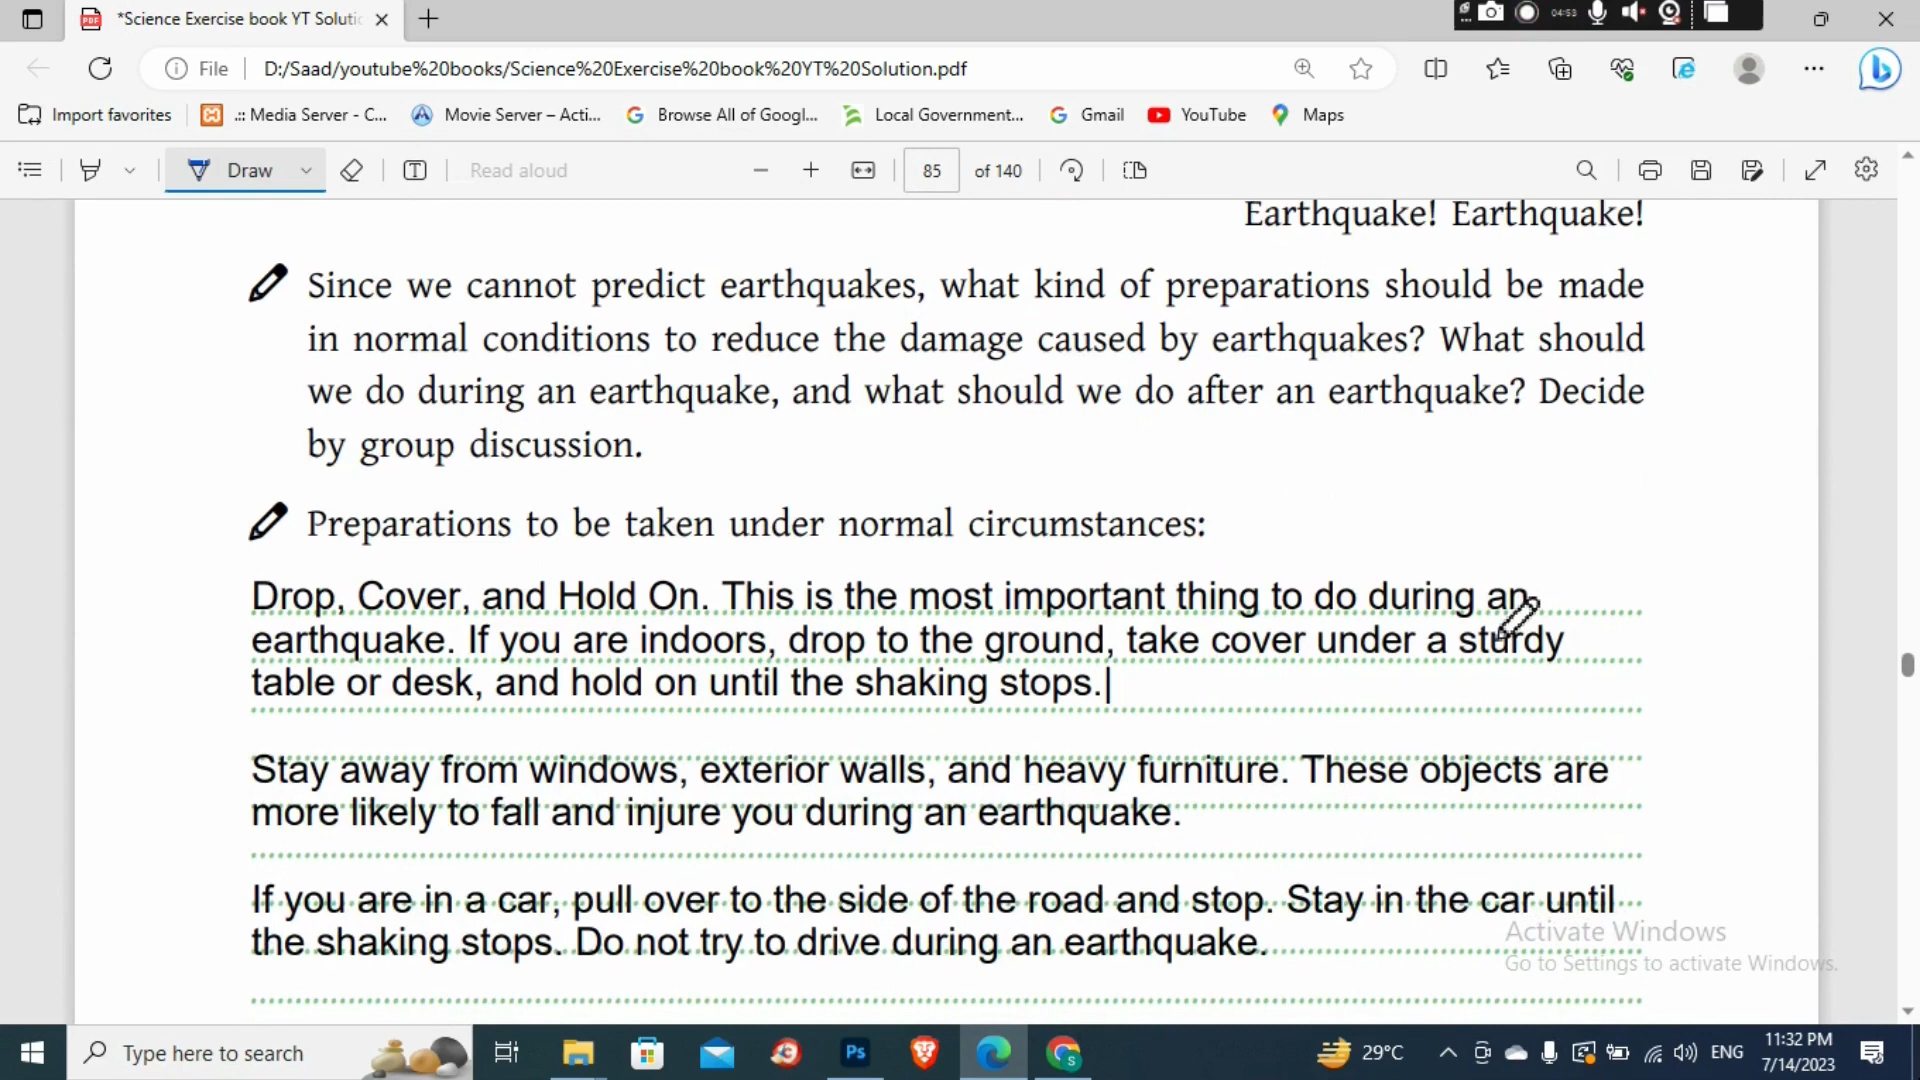 *Science Exercise book YT Soluti
04:53
File
D:/Saad/youtube%20books/Science%20Exercise%20book%20YT%20Solution.pdf
Import favorites
.:: Media Server - C...
Movie Server – Acti...
Browse All of Googl...
Local Government...
Gmail
YouTube
Maps
Draw
Read aloud
85
of 140
Earthquake! Earthquake!
Since we cannot predict earthquakes, what kind of preparations should be made
in normal conditions to reduce the damage caused by earthquakes? What should
we do during an earthquake, and what should we do after an earthquake? Decide
by group discussion.
Preparations to be taken under normal circumstances:
Drop, Cover, and Hold On. This is the most important thing to do during an
earthquake. If you are indoors, drop to the ground, take cover under a sturdy
table or desk, and hold on until the shaking stops.
Stay away from windows, exterior walls, and heavy furniture. These objects are
more likely to fall and injure you during an earthquake.
If you are in a car, pull over to the side of the road and stop. Stay in the car until
the shaking stops. Do not try to drive during an earthquake.
Activate Windows
Go to Settings to activate Windows.
Type here to search
Ps
S
29°C
ENG
11:32 PM
7/14/2023